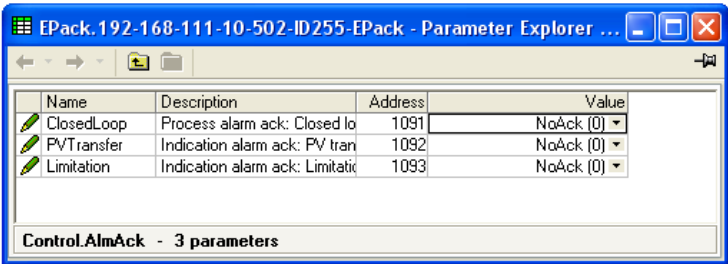 EPack.192-168-111-10-502-ID255-EPack - Parameter Explorer ...
Name Description Address Value
ClosedLoop Process alarm ack: Closed lo 1091 NoAck (0)
PVTransfer Indication alarm ack: PV tran 1092 NoAck (0)
Limitation Indication alarm ack: Limitatio 1093 NoAck (0)
Control.AlmAck - 3 parameters